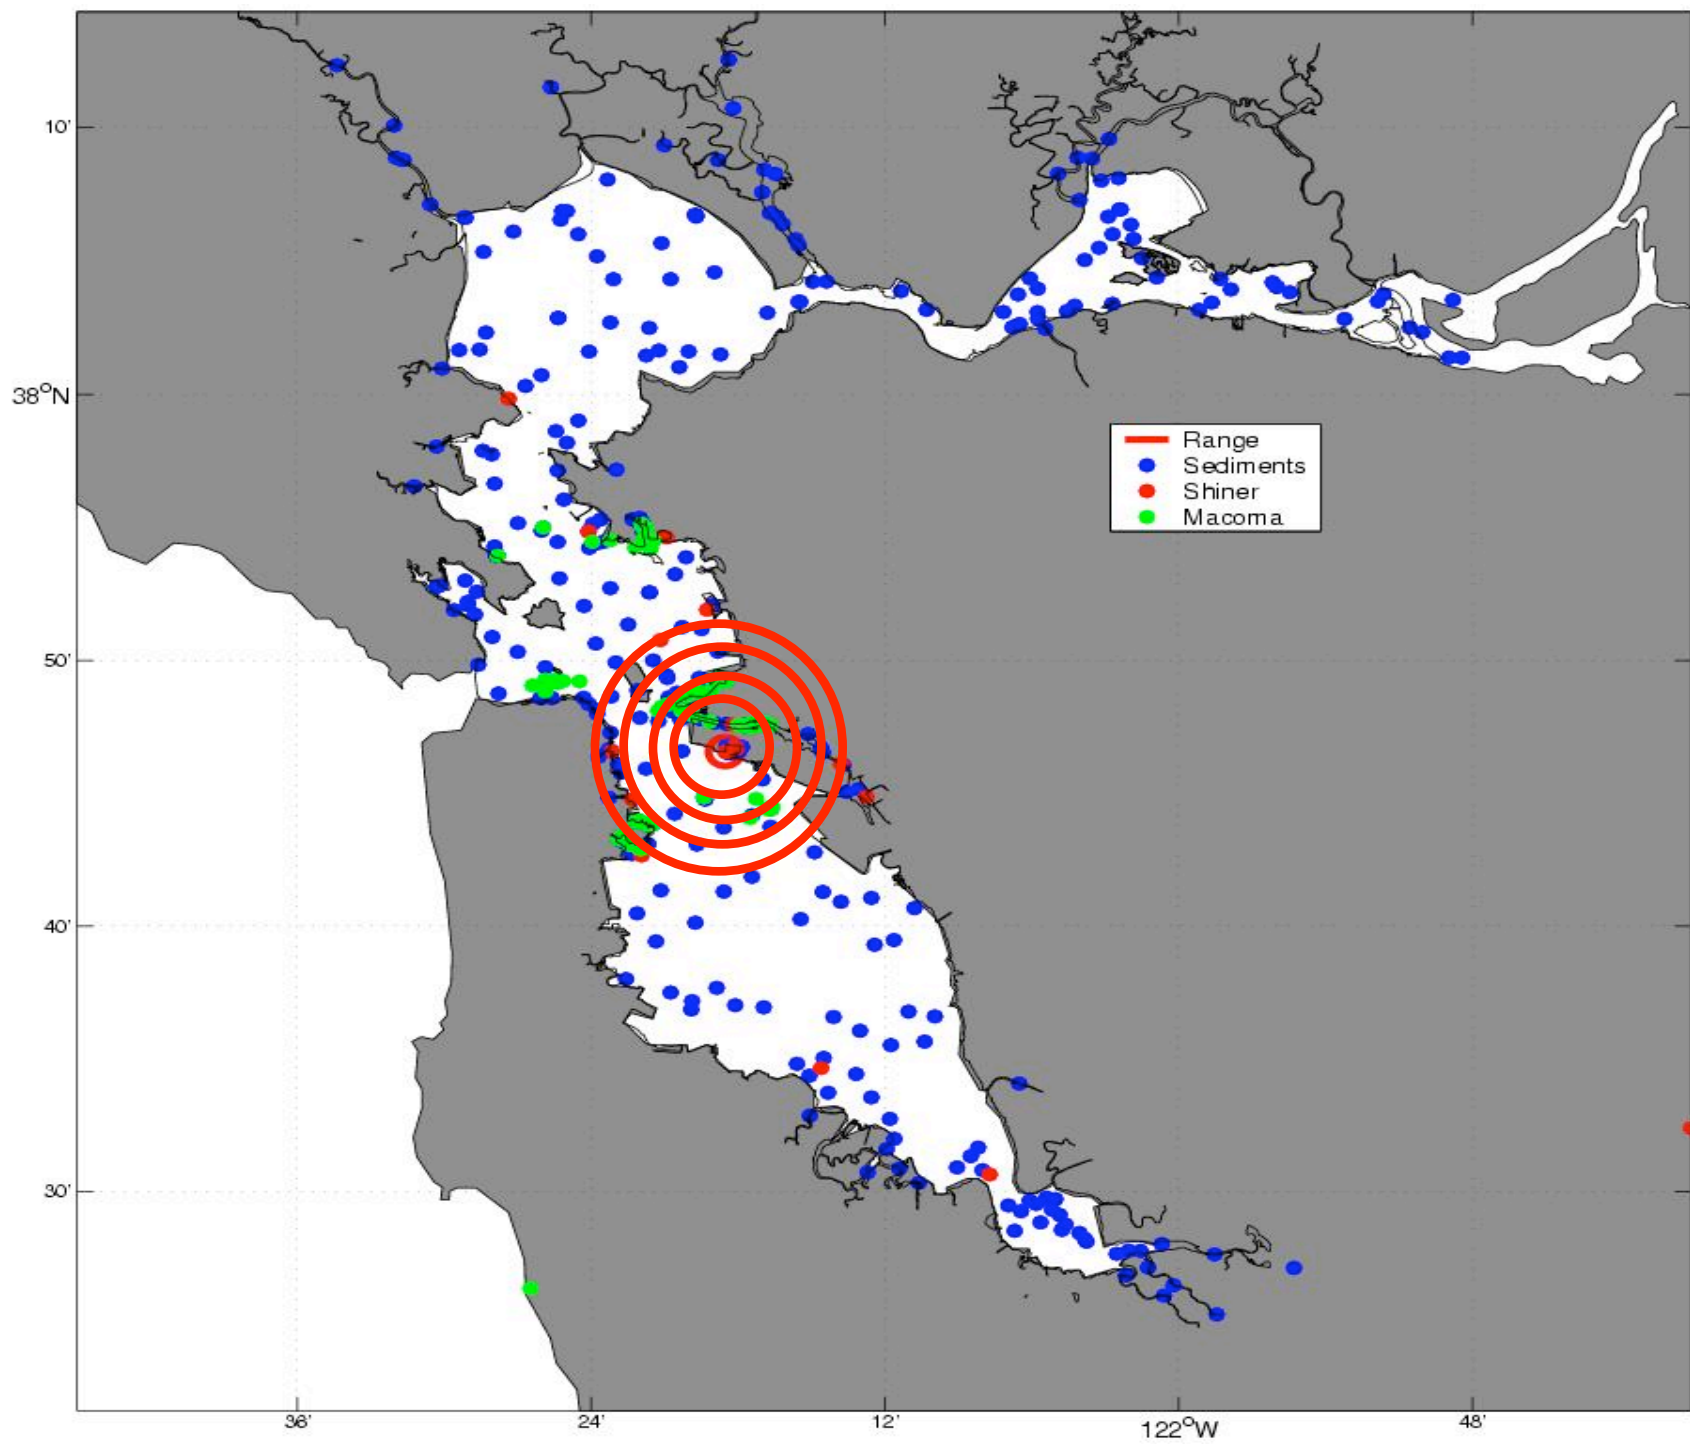 10'
38°N
50'
40'
30'
Range
Sediments
Shiner
Macoma
36'
24'
12'
122°W
48'